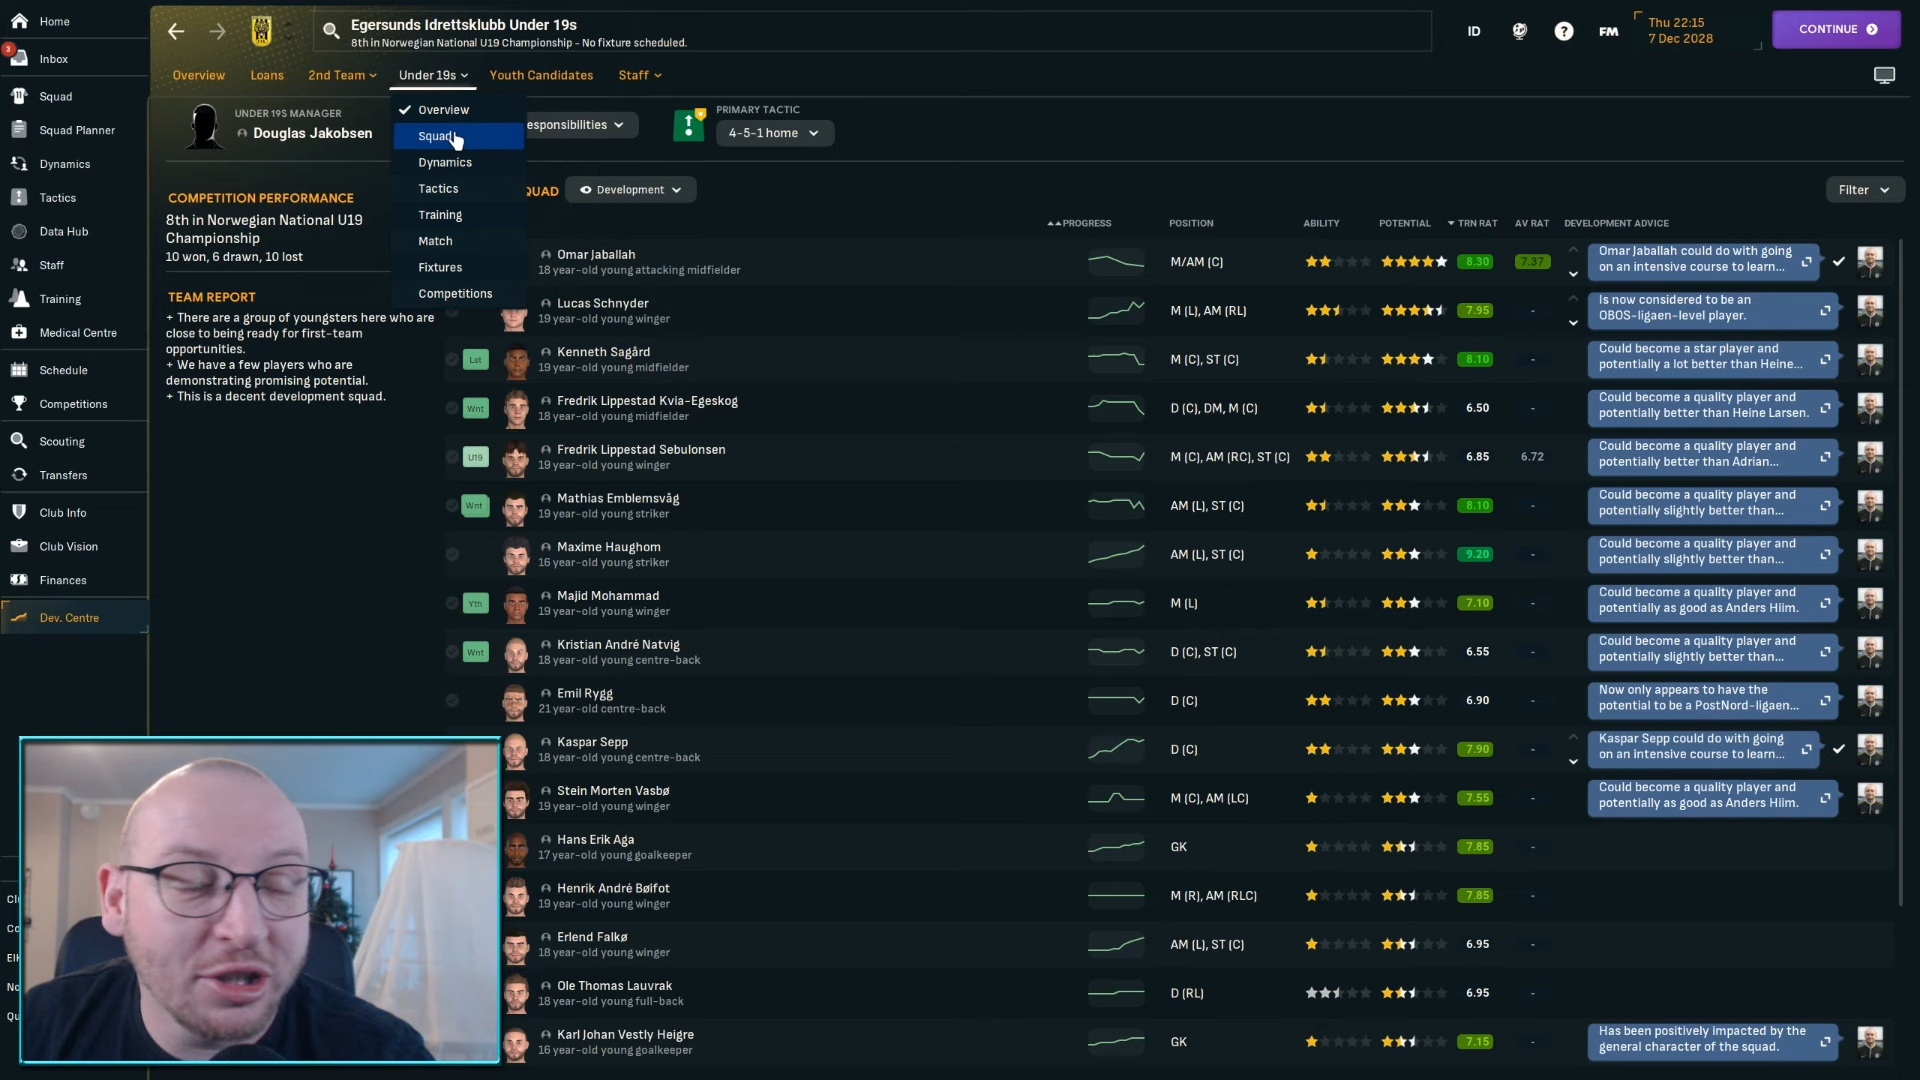 Home
3
Inbox
11
Squad
Squad Planner
Dynamics
Tactics
Data Hub
Staff
Training
Medical Centre
Schedule
Competitions
Scouting
Transfers
Club Info
Club Vision
Finances
Dev. Centre
Egersunds Idrettsklubb Under 19s
8th in Norwegian National U19 Championship - No fixture scheduled.
ID
?
FM
Thu 22:15
7 Dec 2028
CONTINUE
Overview
Loans
2nd Team
Under 19s
Youth Candidates
Staff
Overview
Squad
Dynamics
Tactics
Training
Match
Fixtures
Competitions
UNDER 19S MANAGER
Douglas Jakobsen
esponsibilities
PRIMARY TACTIC
4-5-1 home
COMPETITION PERFORMANCE
8th in Norwegian National U19
Championship
10 won, 6 drawn, 10 lost
TEAM REPORT
+ There are a group of youngsters here who are
close to being ready for first-team
opportunities.
+ We have a few players who are
demonstrating promising potential.
+ This is a decent development squad.
QUAD
Development
Filter
PROGRESS POSITION ABILITY POTENTIAL TRN RAT AV RAT DEVELOPMENT ADVICE
Omar Jaballah
18 year-old young attacking midfielder
M/AM (C)
8.30
7.37
Omar Jaballah could do with going
on an intensive course to learn...
Lucas Schnyder
19 year-old young winger
M (L), AM (RL)
7.95
-
Is now considered to be an
OBOS-ligaen-level player.
Lst
Kenneth Sagård
19 year-old young midfielder
M (C), ST (C)
8.10
-
Could become a star player and
potentially a lot better than Heine...
Wnt
Fredrik Lippestad Kvia-Egeskog
18 year-old young midfielder
D (C), DM, M (C)
6.50
-
Could become a quality player and
potentially better than Heine Larsen.
U19
Fredrik Lippestad Sebulonsen
19 year-old young winger
M (C), AM (RC), ST (C)
6.85
6.72
Could become a quality player and
potentially better than Adrian...
Wnt
Mathias Emblemsvåg
19 year-old young striker
AM (L), ST (C)
8.10
-
Could become a quality player and
potentially slightly better than...
Maxime Haughom
16 year-old young striker
AM (L), ST (C)
9.20
-
Could become a quality player and
potentially slightly better than...
Yth
Majid Mohammad
19 year-old young winger
M (L)
7.10
-
Could become a quality player and
potentially as good as Anders Hiim.
Wnt
Kristian André Natvig
18 year-old young centre-back
D (C), ST (C)
6.55
-
Could become a quality player and
potentially slightly better than...
Emil Rygg
21 year-old centre-back
D (C)
6.90
-
Now only appears to have the
potential to be a PostNord-ligaen...
Kaspar Sepp
18 year-old young centre-back
D (C)
7.90
-
Kaspar Sepp could do with going
on an intensive course to learn...
Stein Morten Vasbø
19 year-old young winger
M (C), AM (LC)
7.55
-
Could become a quality player and
potentially as good as Anders Hiim.
Hans Erik Aga
17 year-old young goalkeeper
GK
7.85
-
Henrik André Bøifot
19 year-old young winger
M (R), AM (RLC)
7.85
-
Erlend Falkø
18 year-old young winger
AM (L), ST (C)
6.95
-
Ole Thomas Lauvrak
18 year-old young full-back
D (RL)
6.95
-
Karl Johan Vestly Heigre
16 year-old young goalkeeper
GK
7.15
-
Has been positively impacted by the
general character of the squad.
Cl
Co
No
Qu